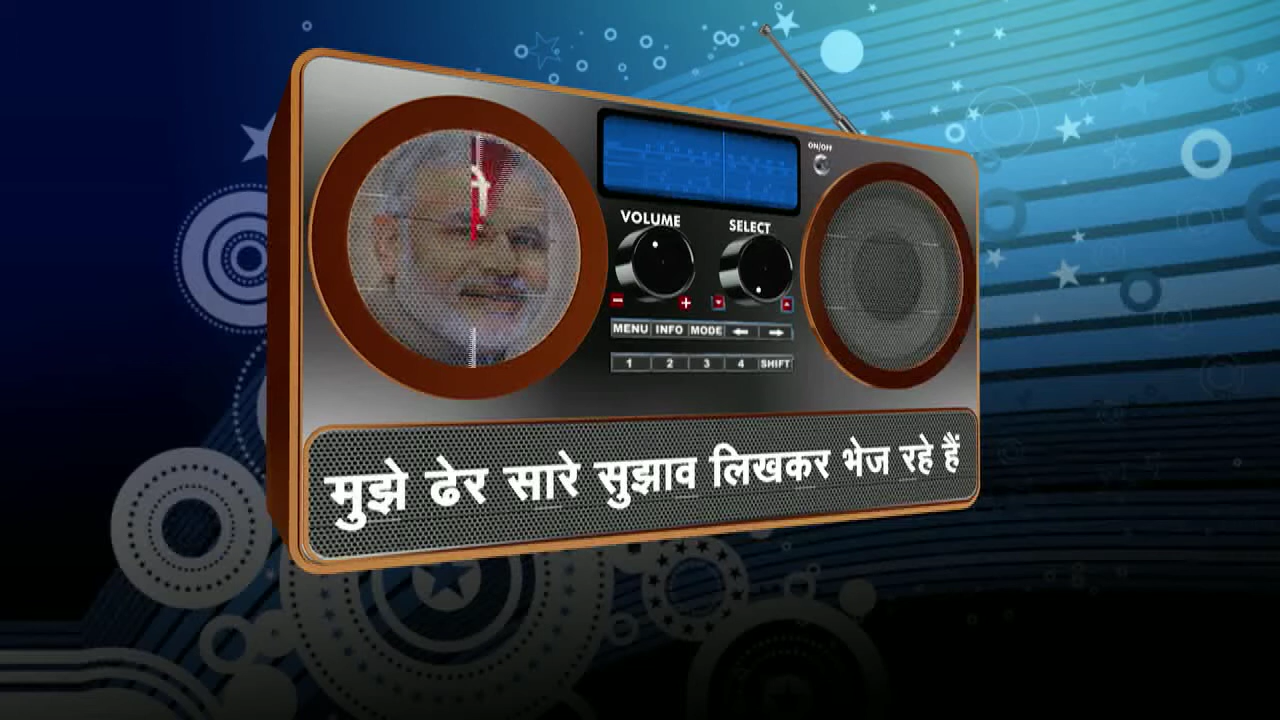 ON/OFF
VOLUME SELECT
MENU INFO MODE
1 2 3 4 SHIFT
मुझे ढेर सारे सुझाव लिखकर भेज रहे हैं